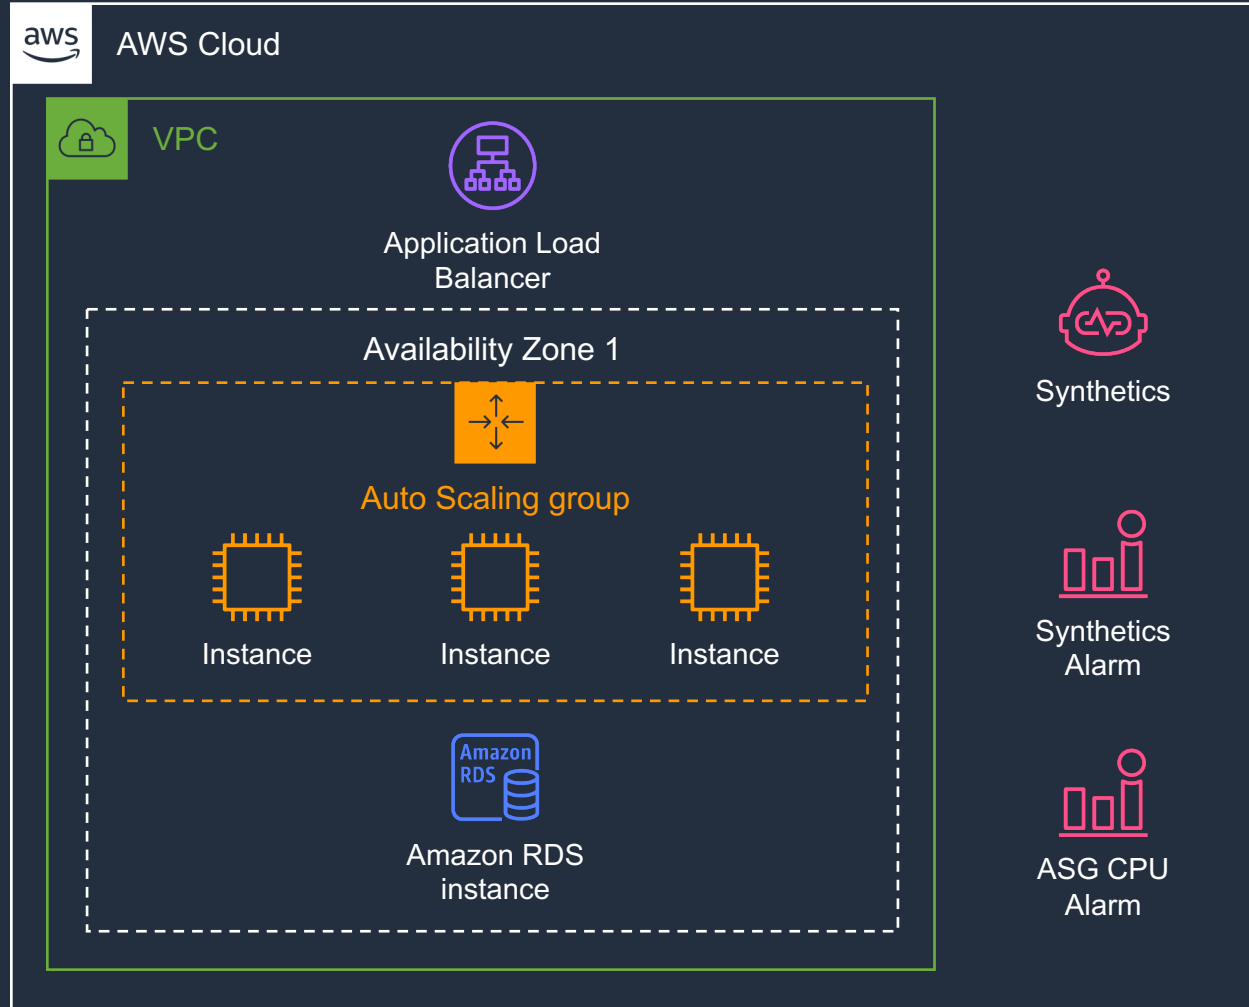 aws
AWS Cloud
VPC
Application Load
Balancer
Availability Zone 1
Auto Scaling group
Instance
Instance
Instance
Amazon
RDS
Amazon RDS
instance
Synthetics
Synthetics
Alarm
ASG CPU
Alarm